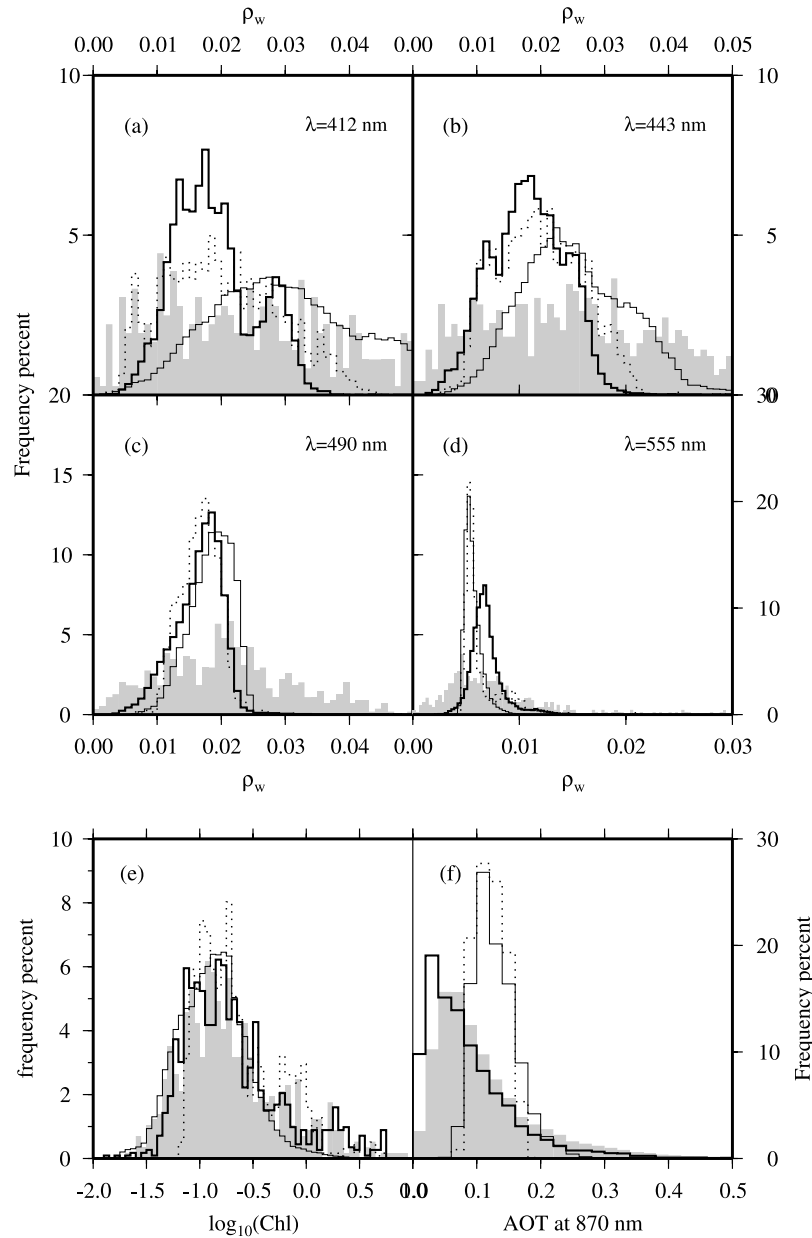 ρw ρw
0.00 0.01 0.02 0.03 0.04 0.00 0.01 0.02 0.03 0.04 0.05
10 10
(a) λ=412 nm (b) λ=443 nm
5 5
Frequency percent
20 0 30
(c) λ=490 nm (d) λ=555 nm
15
20
10
10
5
0 0
0.00 0.01 0.02 0.03 0.04 0.00 0.01 0.02 0.03
ρw ρw
10 30
(e) (f)
8
20
6
frequency percent Frequency percent
4
10
2
0 0
-2.0 -1.5 -1.0 -0.5 0.0 0.5 0.1 0.2 0.3 0.4 0.5
log10(Chl) AOT at 870 nm